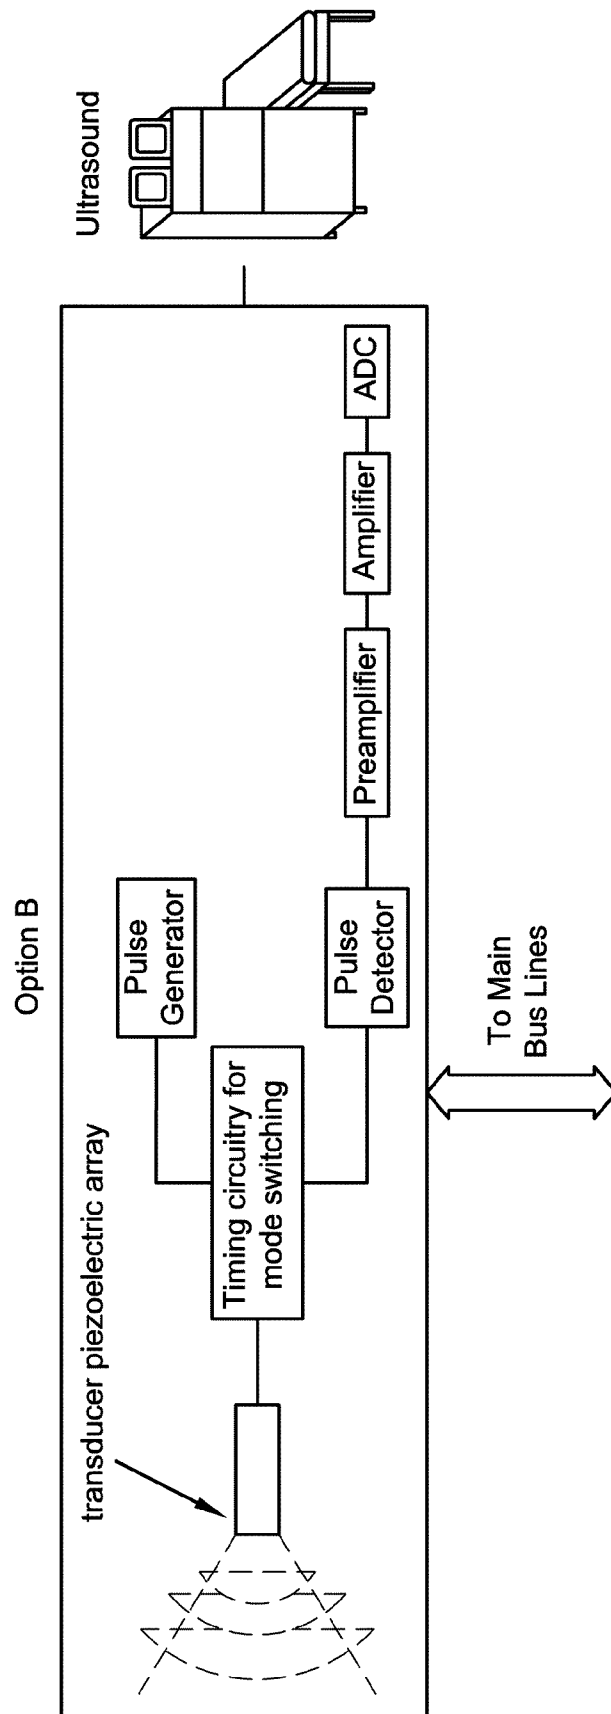 Option B
Ultrasound
transducer piezoelectric array
Pulse
Generator
Timing circuitry for
mode switching
Pulse
Detector
Preamplifier
Amplifier
ADC
To Main
Bus Lines